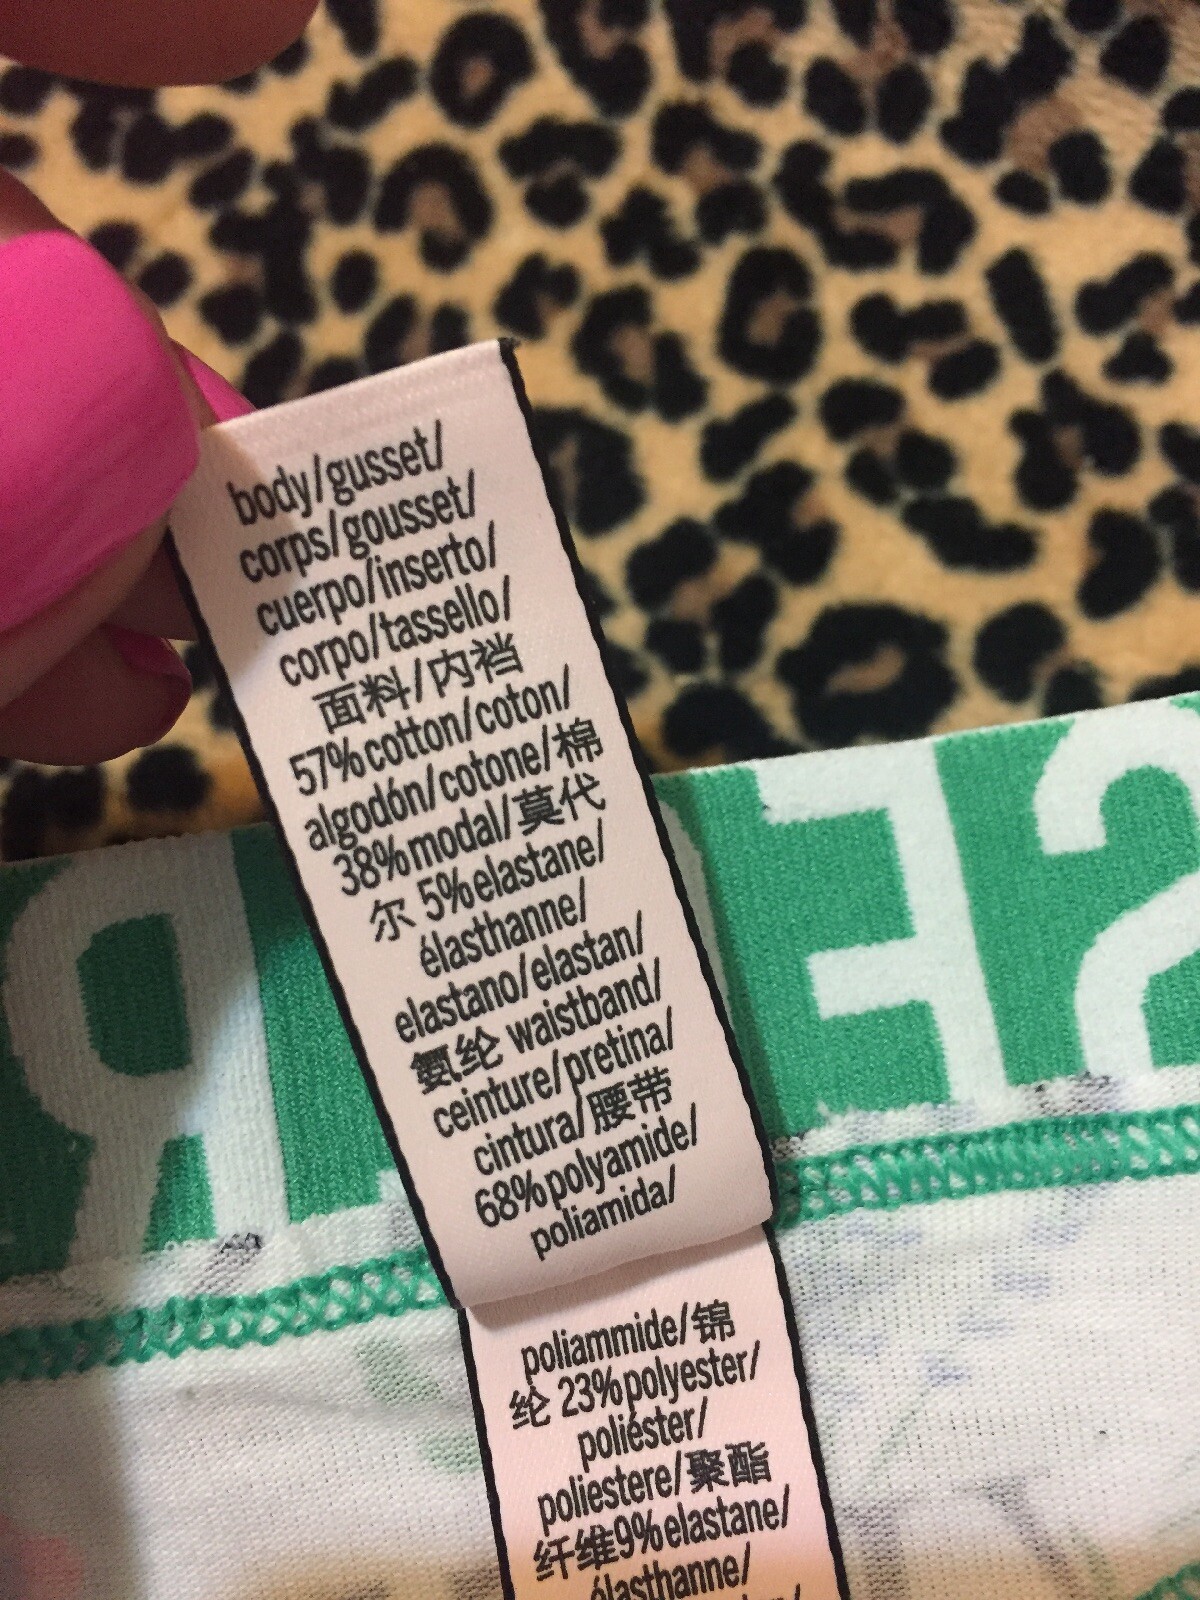 body/gusset/
corps/gousset/
cuerpo/inserto/
corpo/tassello/
面料/内裆
57%cotton/coton/
algodón/cotone/棉
38%modal/莫代
尔 5%elastane/
élasthanne/
elastano/elastan/
氨纶 waistband/
ceinture/pretina/
cintura/腰带
68%polyamide/
poliamida/
poliammide/锦
纶 23%polyester/
poliéster/
poliestere/聚酯
纤维9%elastane/
élasthanne/